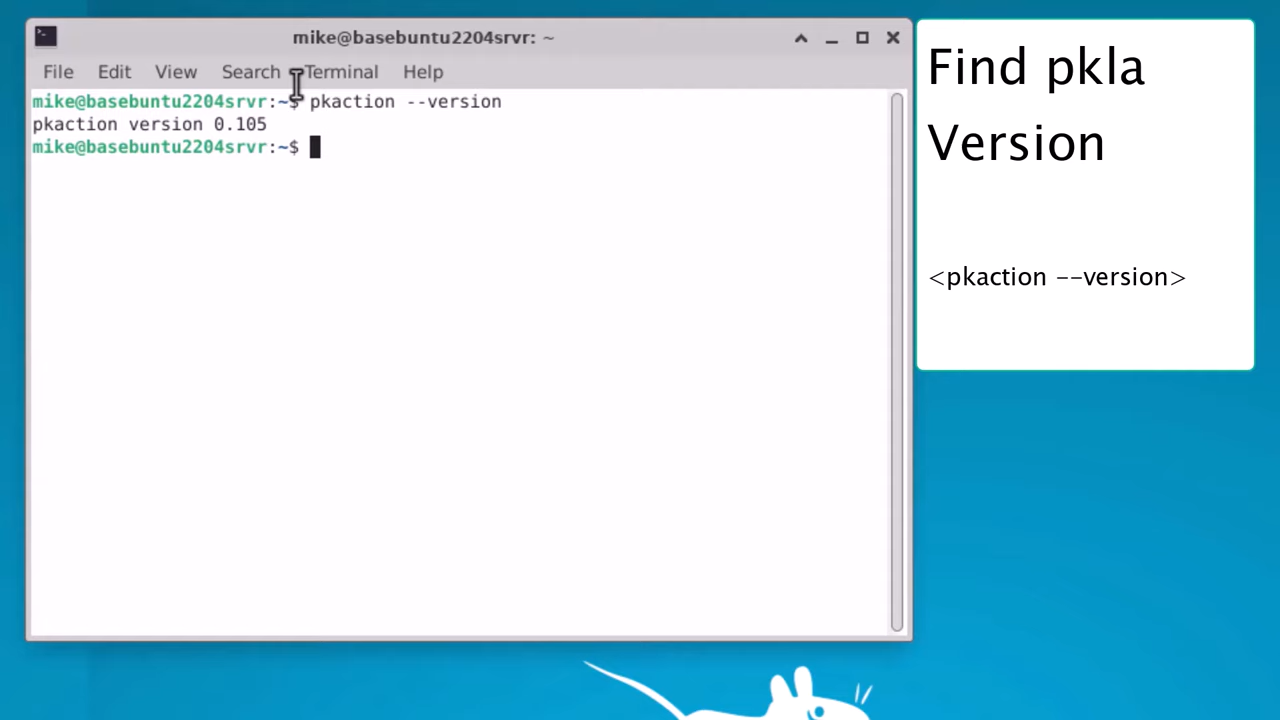 mike@basebuntu2204srvr: ~
File Edit View Search Terminal Help
mike@basebuntu2204srvr:~$ pkaction --version
pkaction version 0.105
mike@basebuntu2204srvr:~$
Find pkla
Version
<pkaction --version>